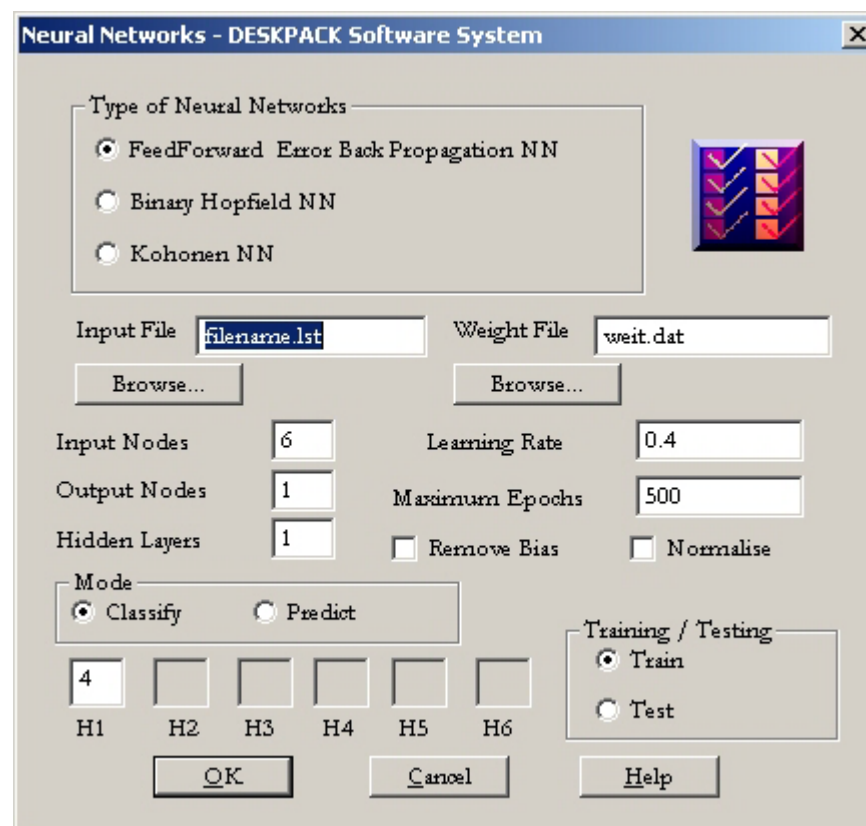 Neural Networks - DESKPACK Software System
Type of Neural Networks
FeedForward Error Back Propagation NN
Binary Hopfield NN
Kohonen NN
Input File filename.lst Weight File weit.dat
Browse... Browse...
Input Nodes 6 Learning Rate 0.4
Output Nodes 1 Maximum Epochs 500
Hidden Layers 1 Remove Bias Normalise
Mode
Classify Predict
Training / Testing
Train
Test
4
H1 H2 H3 H4 H5 H6
OK Cancel Help